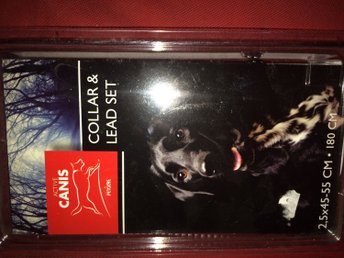 ACTIVE
CANIS
COLLAR &
LEAD SET
2,5x45-55 CM • 180 CM